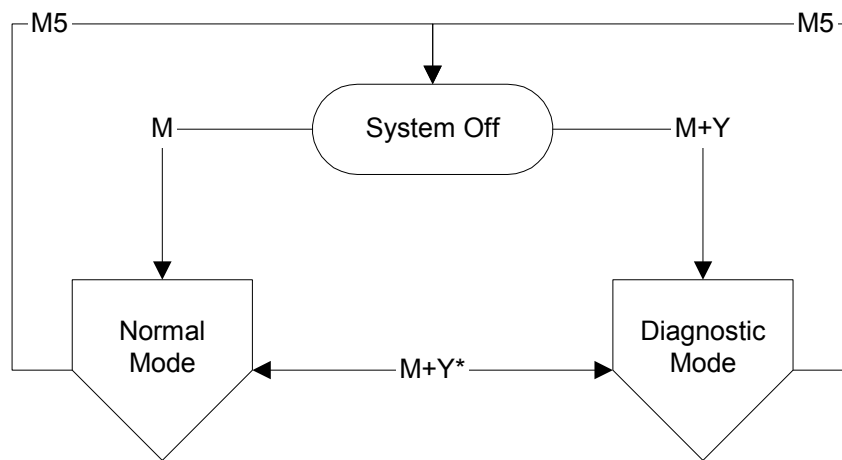 M5
M5
M
System Off
M+Y
Normal
Mode
M+Y*
Diagnostic
Mode